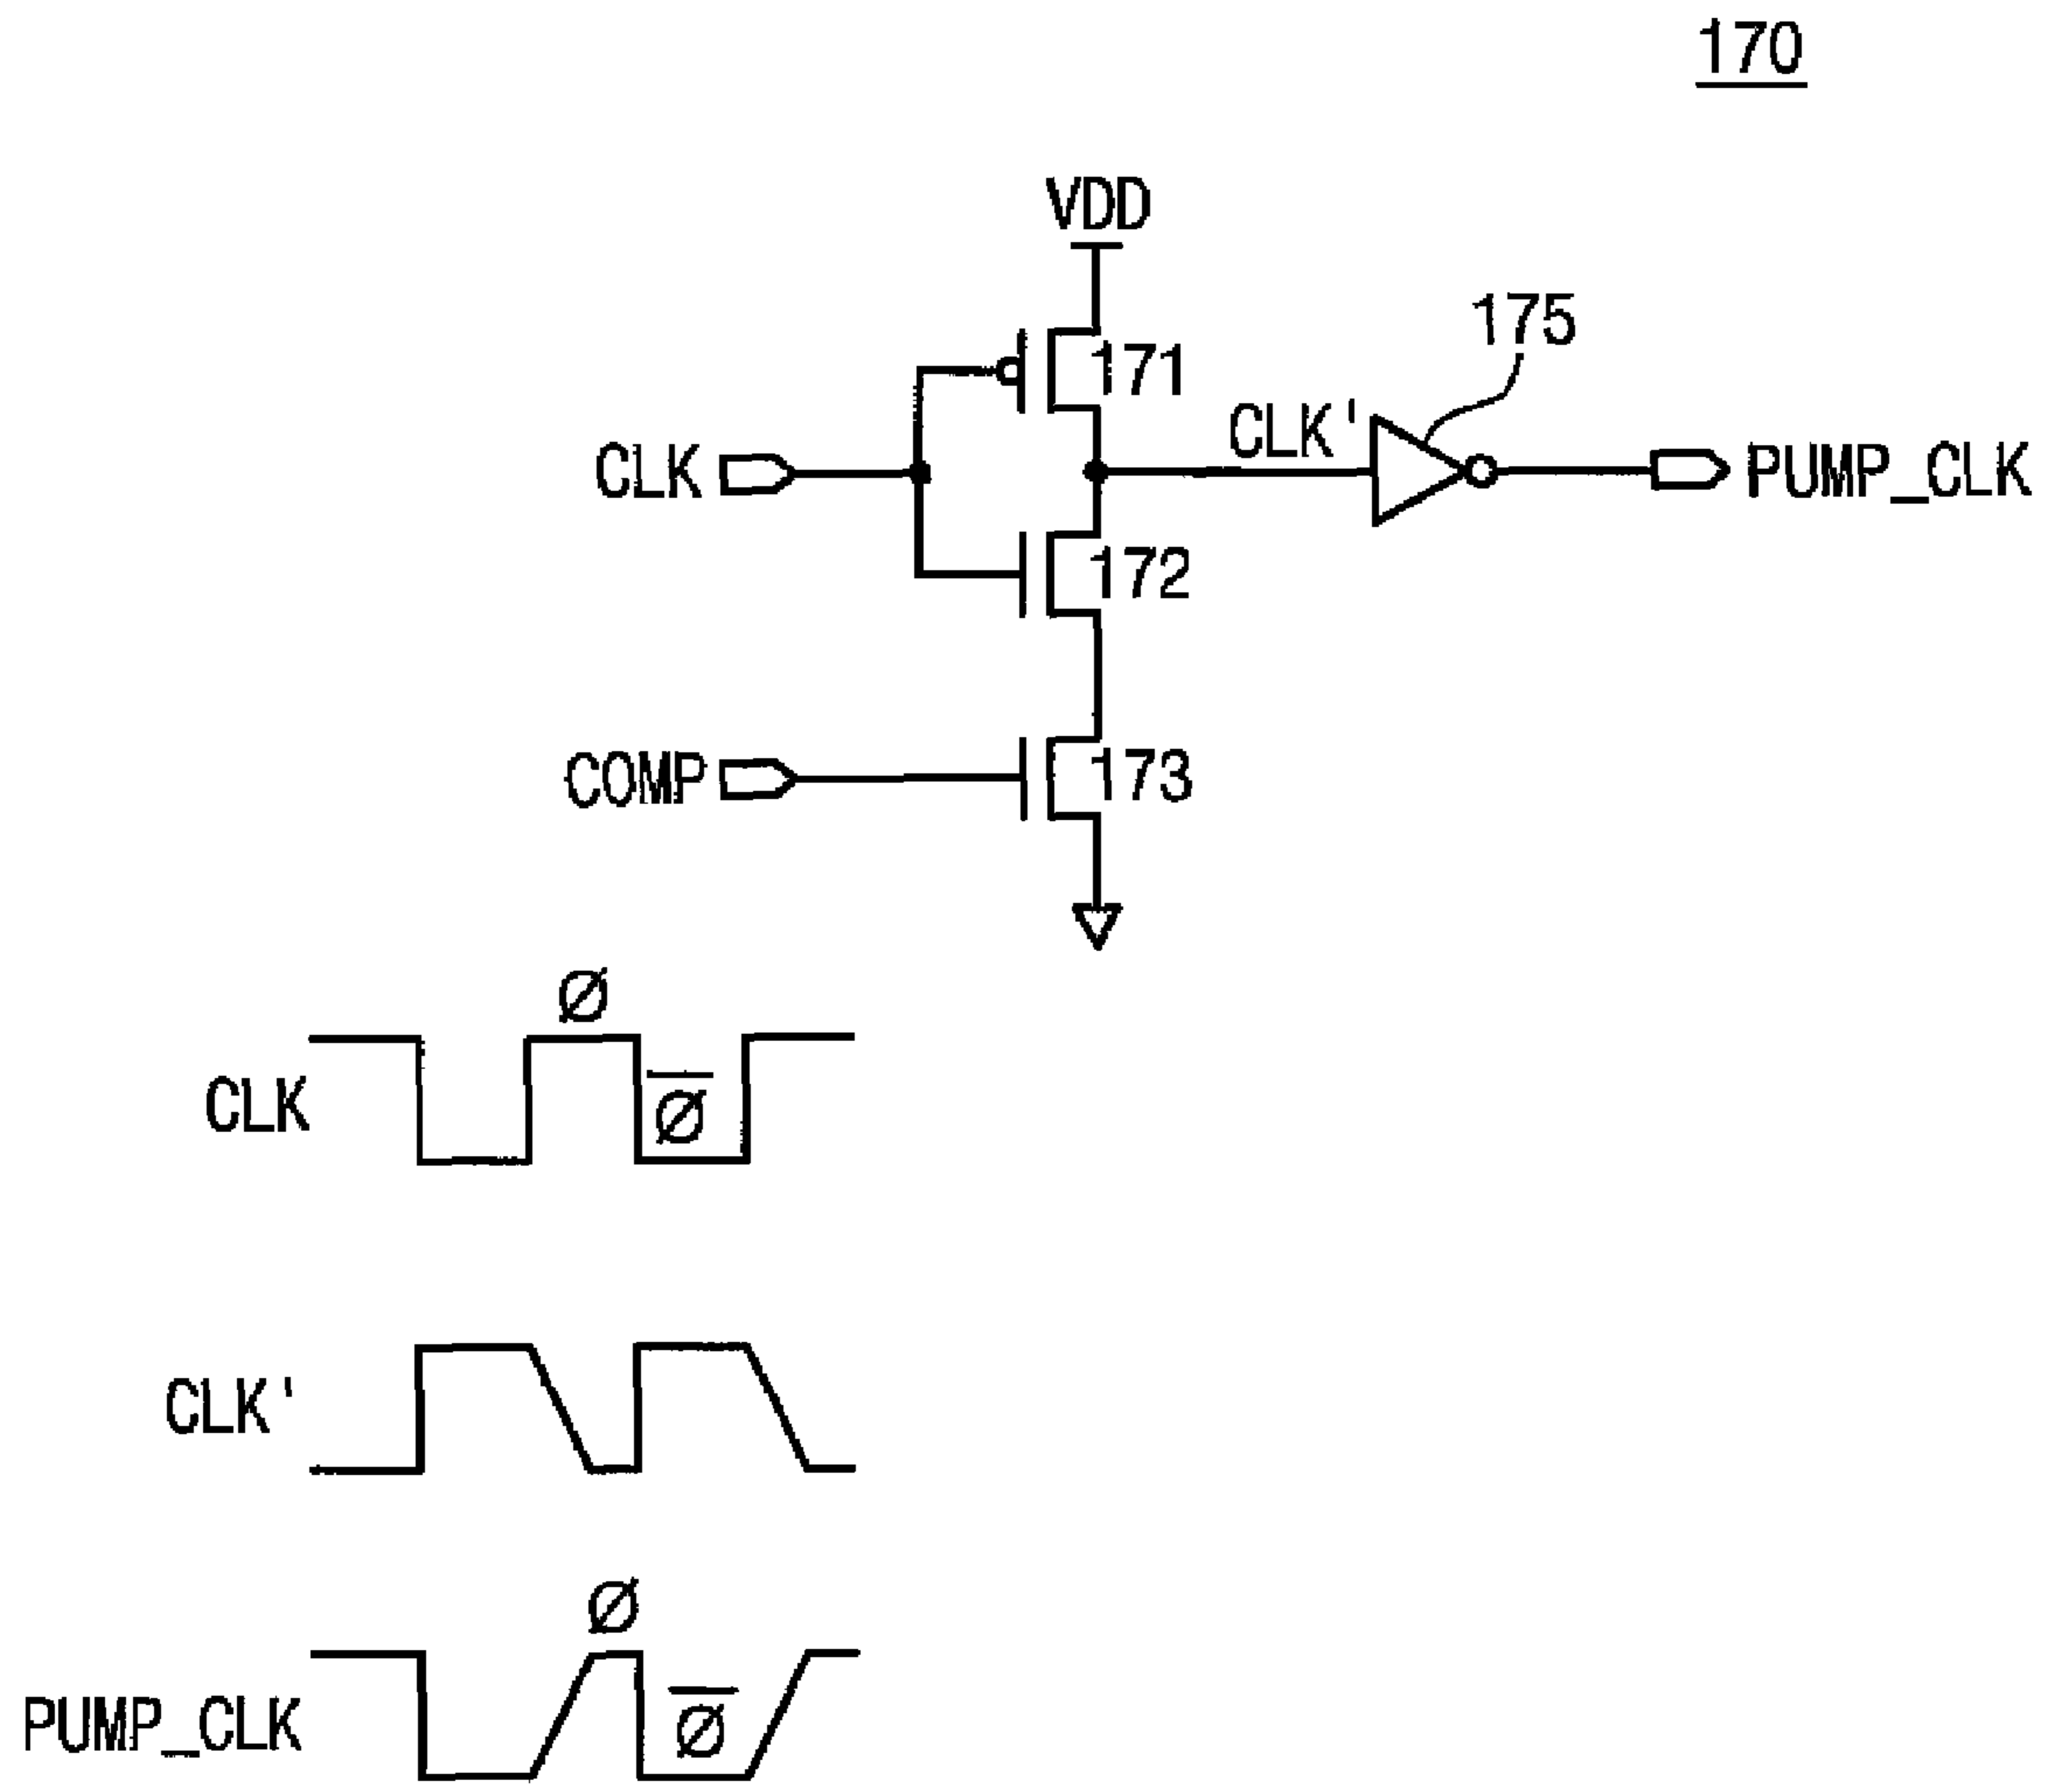 170
VDD
175
171
CLK'
CLK
PUMP_CLK
172
COMP
173
Ø
CLK
Ø
CLK'
Ø
PUMP_CLK
Ø